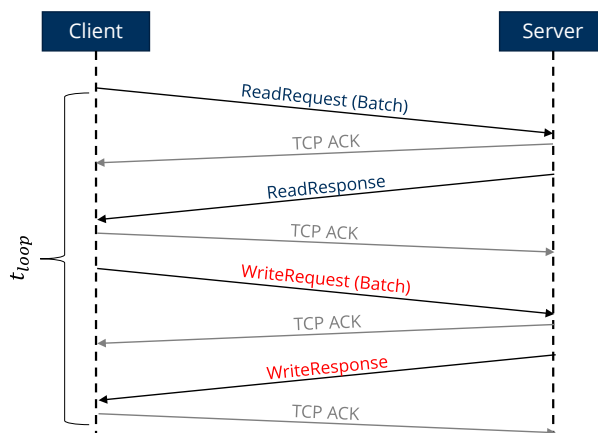 Client
Server
ReadRequest (Batch)
TCP ACK
ReadResponse
TCP ACK
t_loop
WriteRequest (Batch)
TCP ACK
WriteResponse
TCP ACK